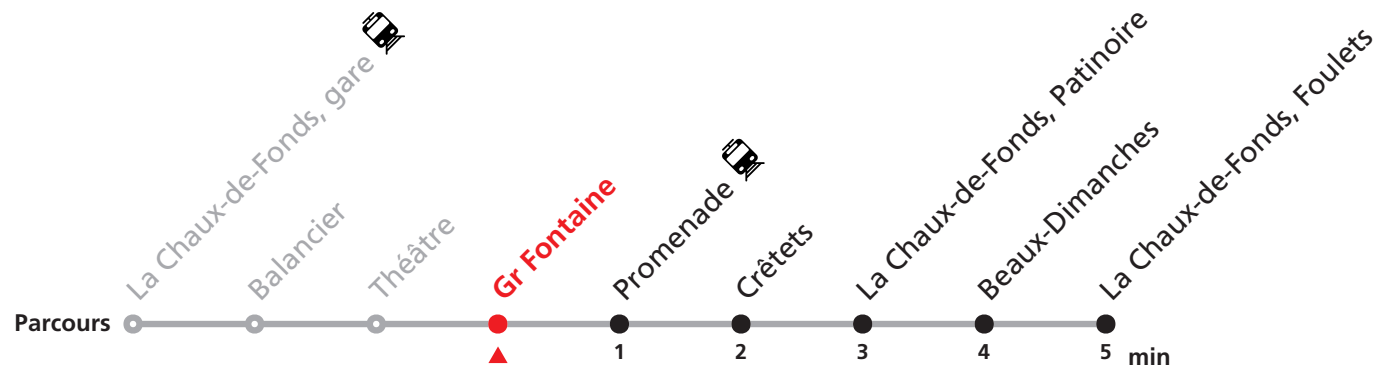 La Chaux-de-Fonds, gare
Balancier
Théâtre
Gr Fontaine
Promenade
Crêtets
La Chaux-de-Fonds, Patinoire
Beaux-Dimanches
La Chaux-de-Fonds, Foulets
Parcours
1 2 3 4 5 min